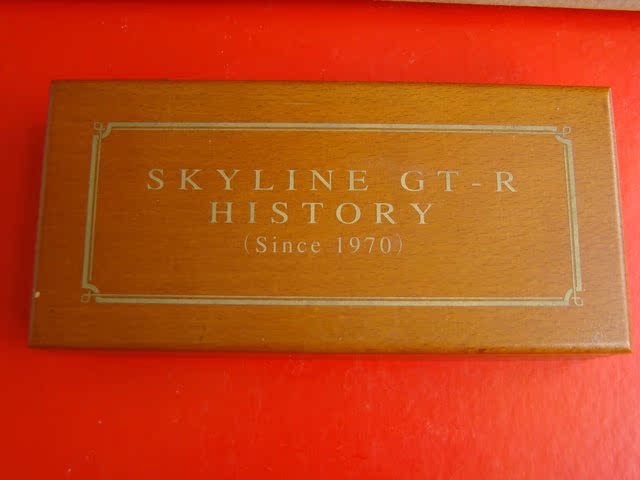 SKYLINE GT-R
HISTORY
(Since 1970)